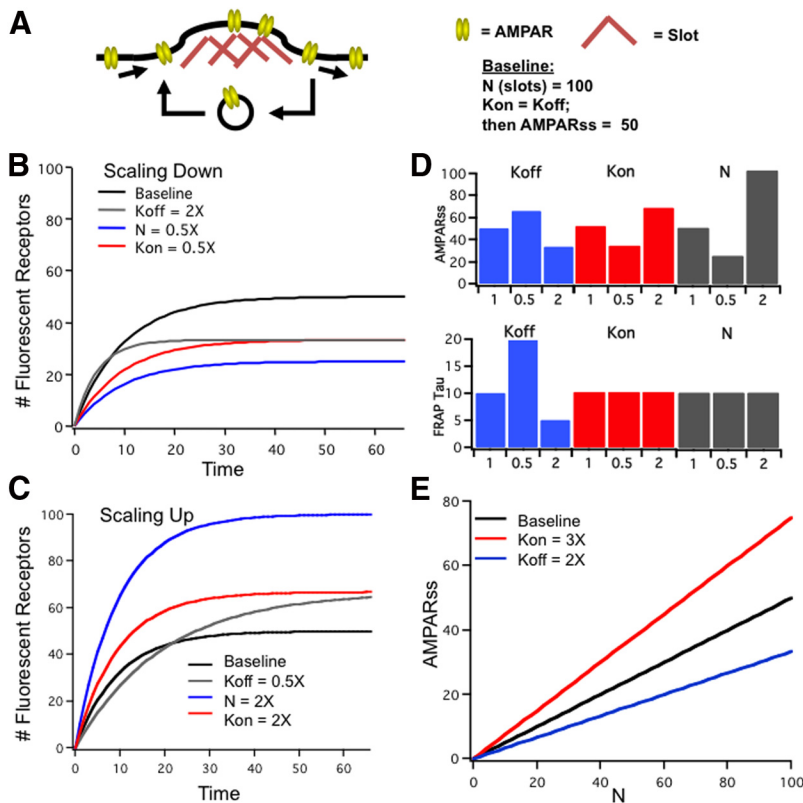 A
= AMPAR
= Slot
Baseline:
N (slots) = 100
Kon = Koff;
then AMPARss = 50
B
Scaling Down
Baseline
Koff = 2X
N = 0.5X
Kon = 0.5X
# Fluorescent Receptors
100
80
60
40
20
0
0 10 20 30 40 50 60
Time
D
Koff Kon N
AMPARss
100
80
60
40
20
0
1 0.5 2 1 0.5 2 1 0.5 2
Koff Kon N
FRAP Tau
20
15
10
5
0
1 0.5 2 1 0.5 2 1 0.5 2
C
Scaling Up
# Fluorescent Receptors
100
80
60
40
20
0
Baseline
Koff = 0.5X
N = 2X
Kon = 2X
0 10 20 30 40 50 60
Time
E
Baseline
Kon = 3X
Koff = 2X
AMPARss
80
60
40
20
0
0 20 40 60 80 100
N